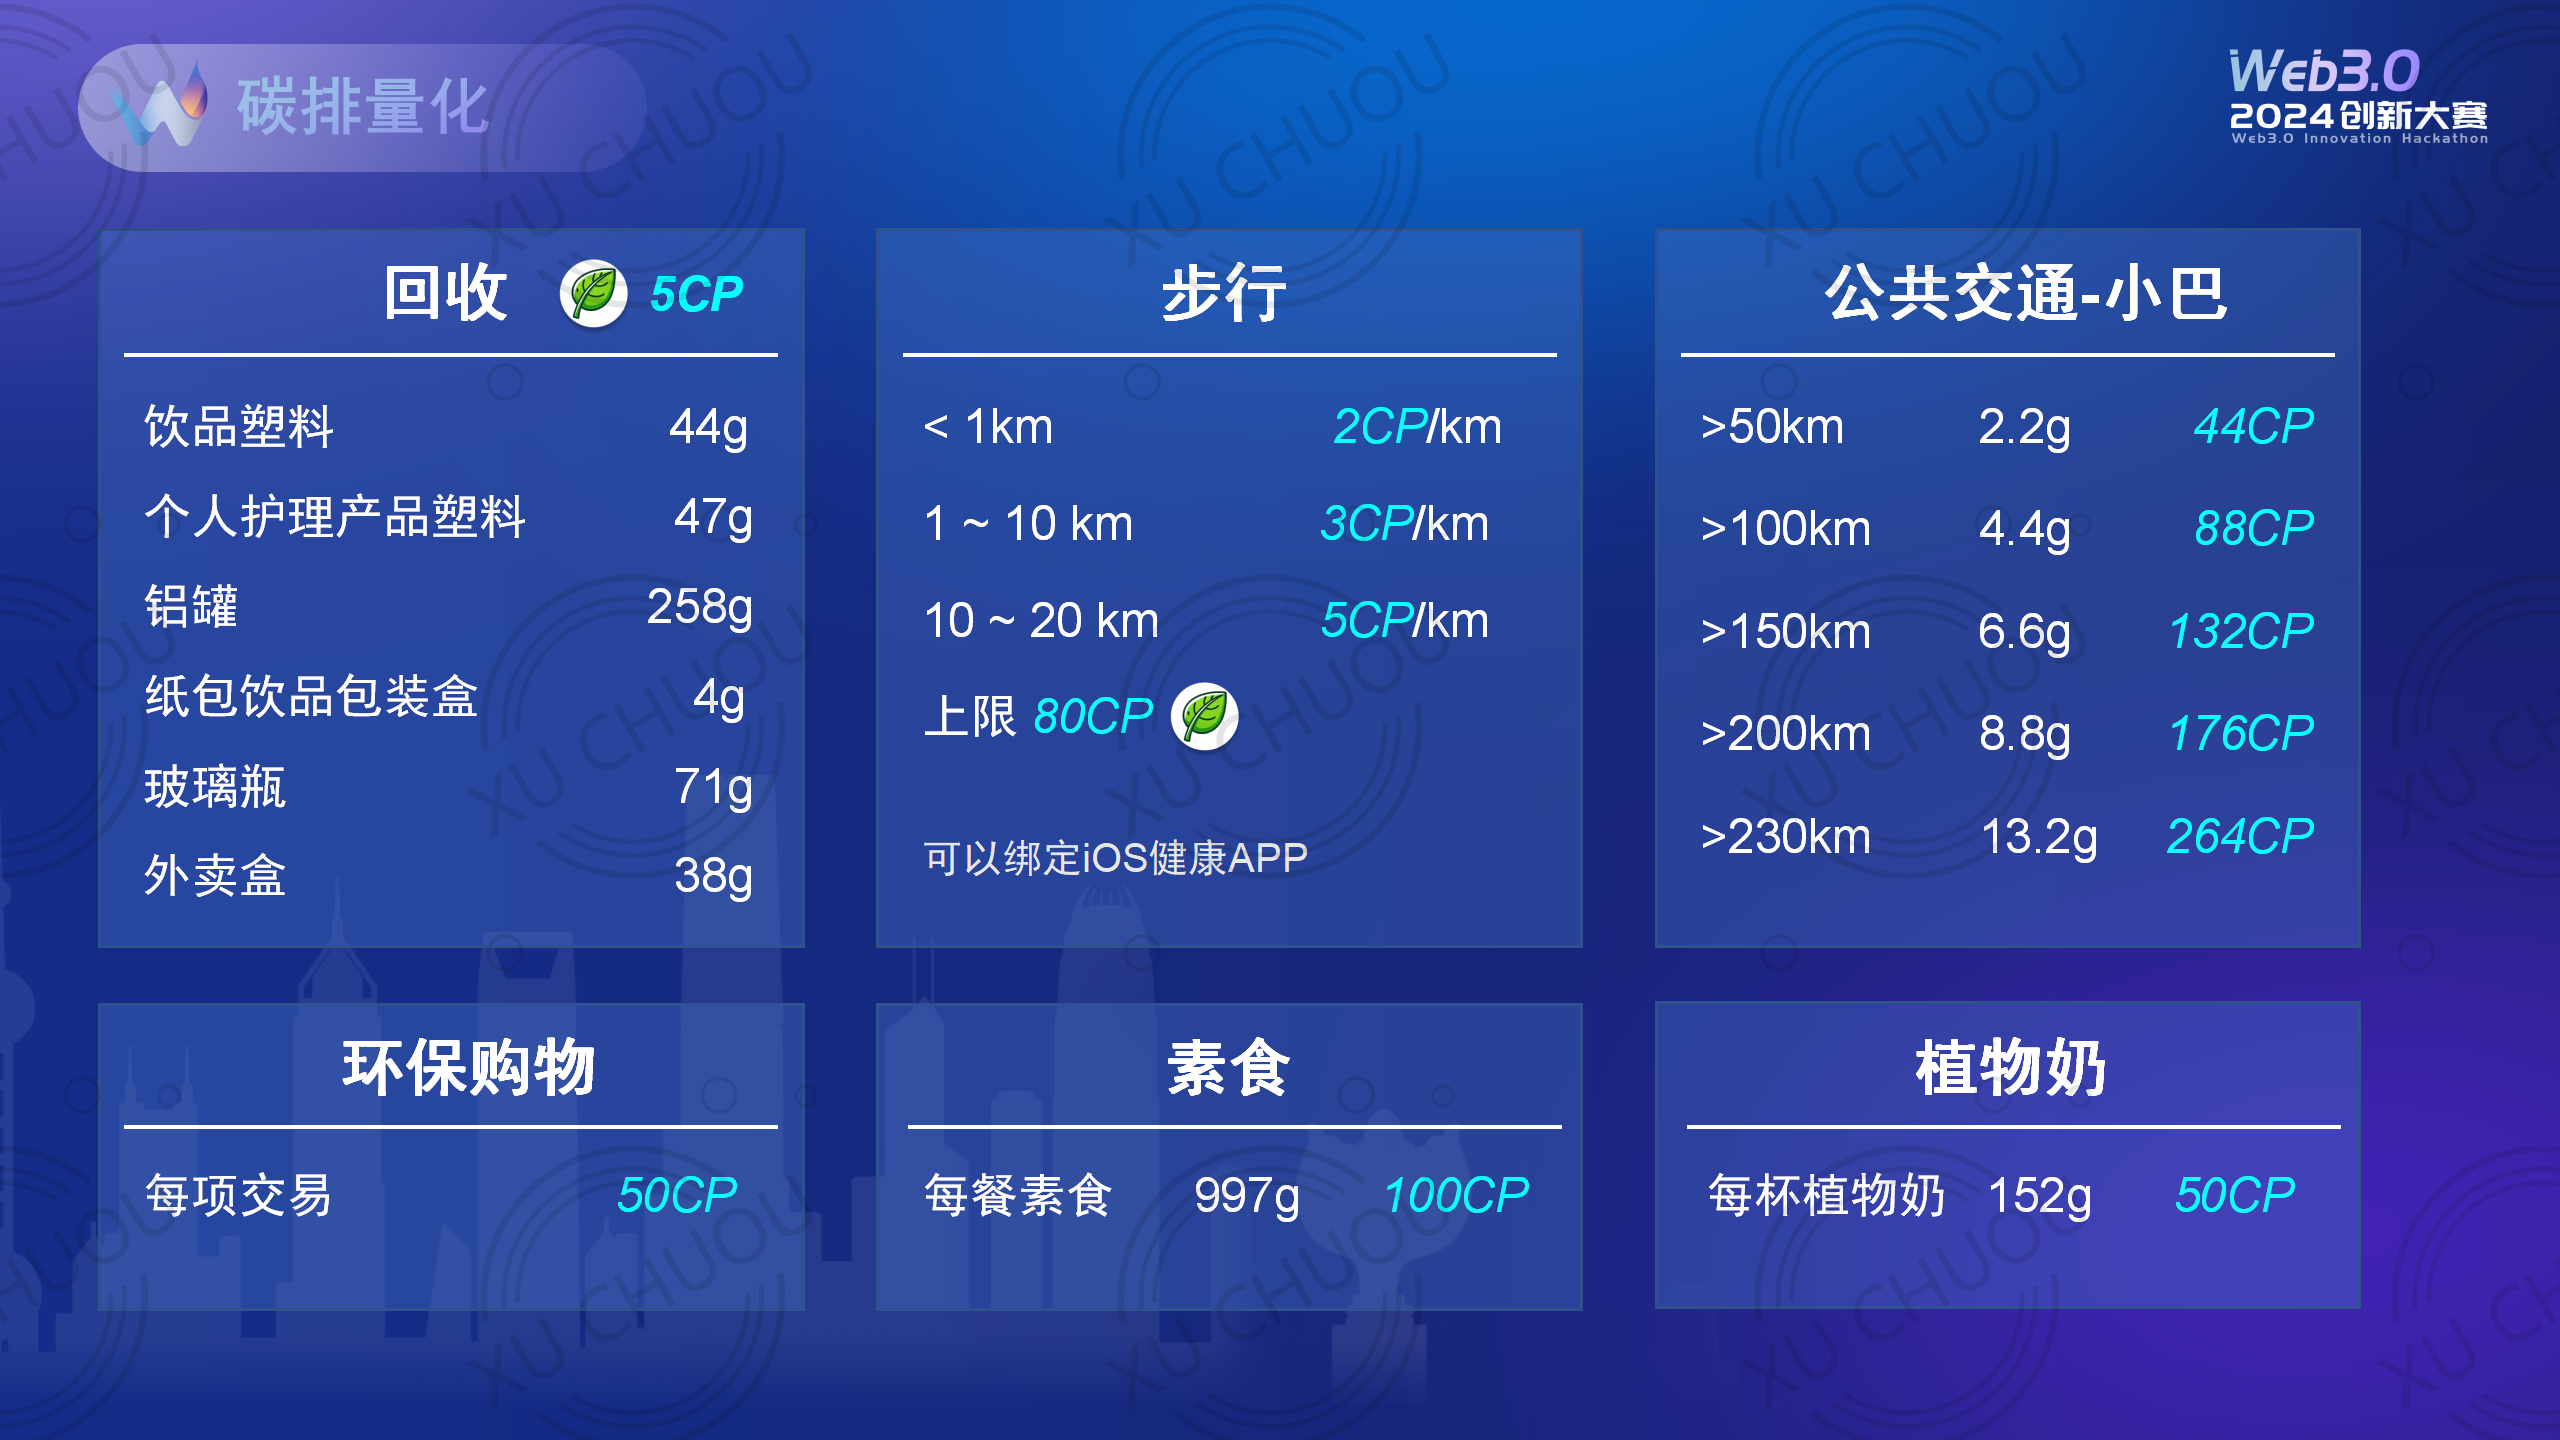 碳排量化
Web3.0
2024创新大赛
Web3.0 Innovation Hackathon
回收 5CP
饮品塑料 44g
个人护理产品塑料 47g
铝罐 258g
纸包饮品包装盒 4g
玻璃瓶 71g
外卖盒 38g
步行
< 1km 2CP/km
1 ~ 10 km 3CP/km
10 ~ 20 km 5CP/km
上限 80CP
可以绑定iOS健康APP
公共交通-小巴
>50km 2.2g 44CP
>100km 4.4g 88CP
>150km 6.6g 132CP
>200km 8.8g 176CP
>230km 13.2g 264CP
环保购物
每项交易 50CP
素食
每餐素食 997g 100CP
植物奶
每杯植物奶 152g 50CP
XU CHUOU